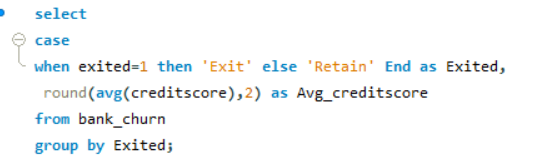 select
case
when exited=1 then 'Exit' else 'Retain' End as Exited,
round(avg(creditscore),2) as Avg_creditscore
from bank_churn
group by Exited;